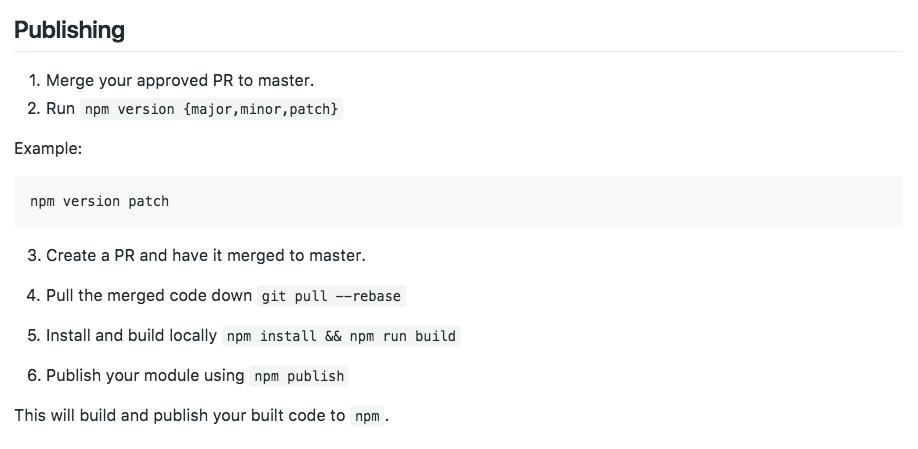 Publishing
1. Merge your approved PR to master.
2. Run npm version {major,minor,patch}
Example:
npm version patch
3. Create a PR and have it merged to master.
4. Pull the merged code down git pull --rebase
5. Install and build locally npm install && npm run build
6. Publish your module using npm publish
This will build and publish your built code to npm.